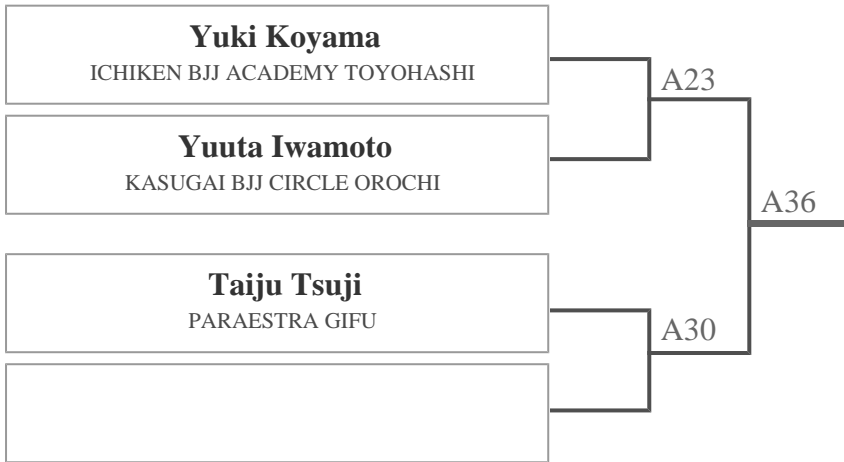 Yuki Koyama
ICHIKEN BJJ ACADEMY TOYOHASHI
A23
Yuuta Iwamoto
KASUGAI BJJ CIRCLE OROCHI
A36
Taiju Tsuji
PARAESTRA GIFU
A30